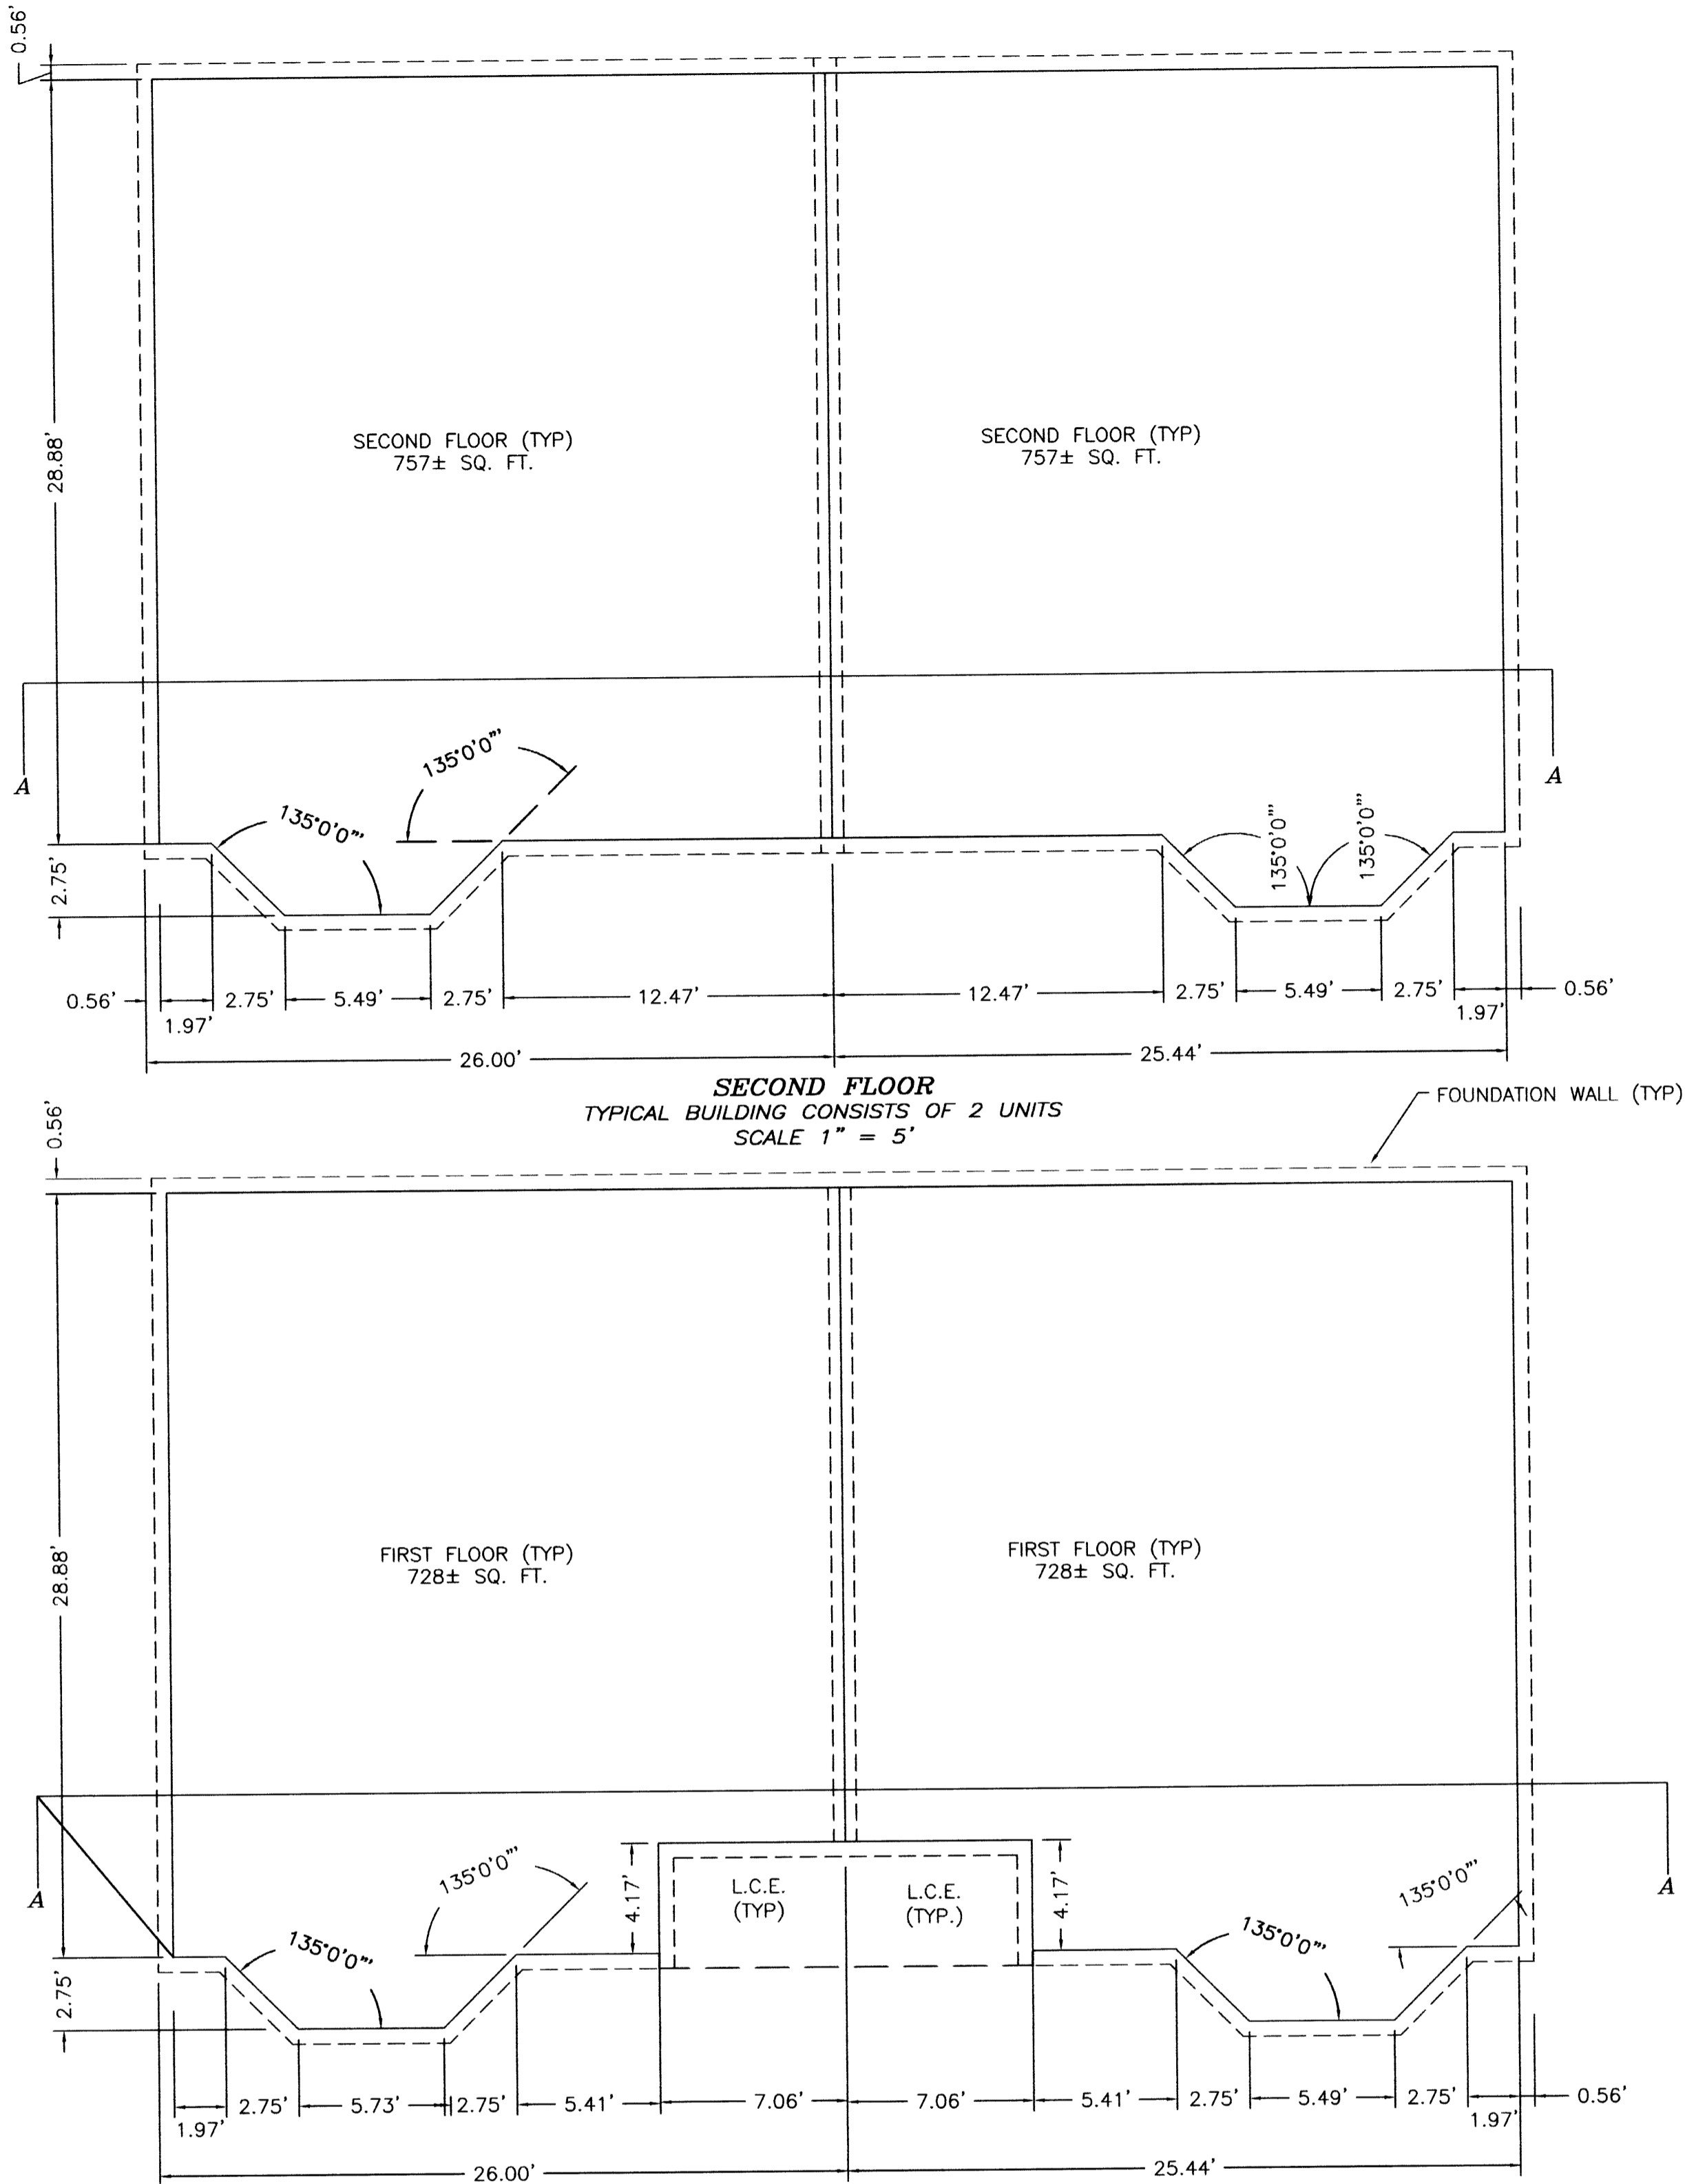 0.56'
SECOND FLOOR (TYP)
757± SQ. FT.
SECOND FLOOR (TYP)
757± SQ. FT.
28.88'
A
A
135°0'0"'
135°0'0"'
135°0'0"'
135°0'0"'
2.75'
0.56'
1.97'
2.75'
5.49'
2.75'
12.47'
12.47'
2.75'
5.49'
2.75'
1.97'
0.56'
26.00'
25.44'
SECOND FLOOR
TYPICAL BUILDING CONSISTS OF 2 UNITS
SCALE 1" = 5'
FOUNDATION WALL (TYP)
0.56'
FIRST FLOOR (TYP)
728± SQ. FT.
FIRST FLOOR (TYP)
728± SQ. FT.
28.88'
A
A
135°0'0"'
135°0'0"'
4.17'
L.C.E.
(TYP)
L.C.E.
(TYP.)
4.17'
135°0'0"'
135°0'0"'
2.75'
1.97'
2.75'
5.73'
2.75'
5.41'
7.06'
7.06'
5.41'
2.75'
5.49'
2.75'
1.97'
0.56'
26.00'
25.44'